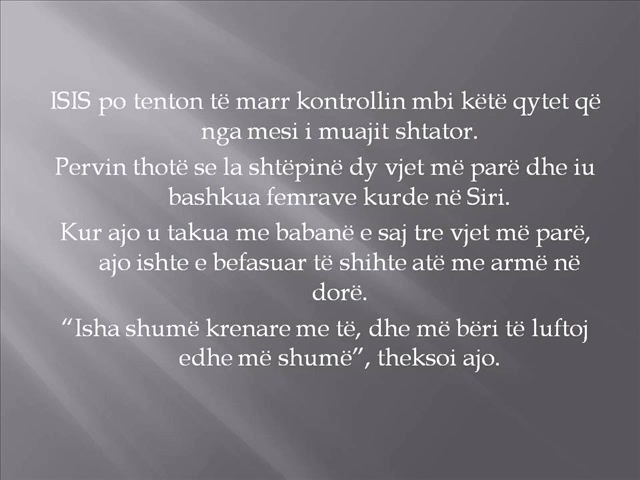 ISIS po tenton të marr kontrollin mbi këtë qytet që
nga mesi i muajit shtator.
Pervin thotë se la shtëpinë dy vjet më parë dhe iu
bashkua femrave kurde në Siri.
Kur ajo u takua me babanë e saj tre vjet më parë,
ajo ishte e befasuar të shihte atë me armë në
dorë.
“Isha shumë krenare me të, dhe më bëri të luftoj
edhe më shumë”, theksoi ajo.